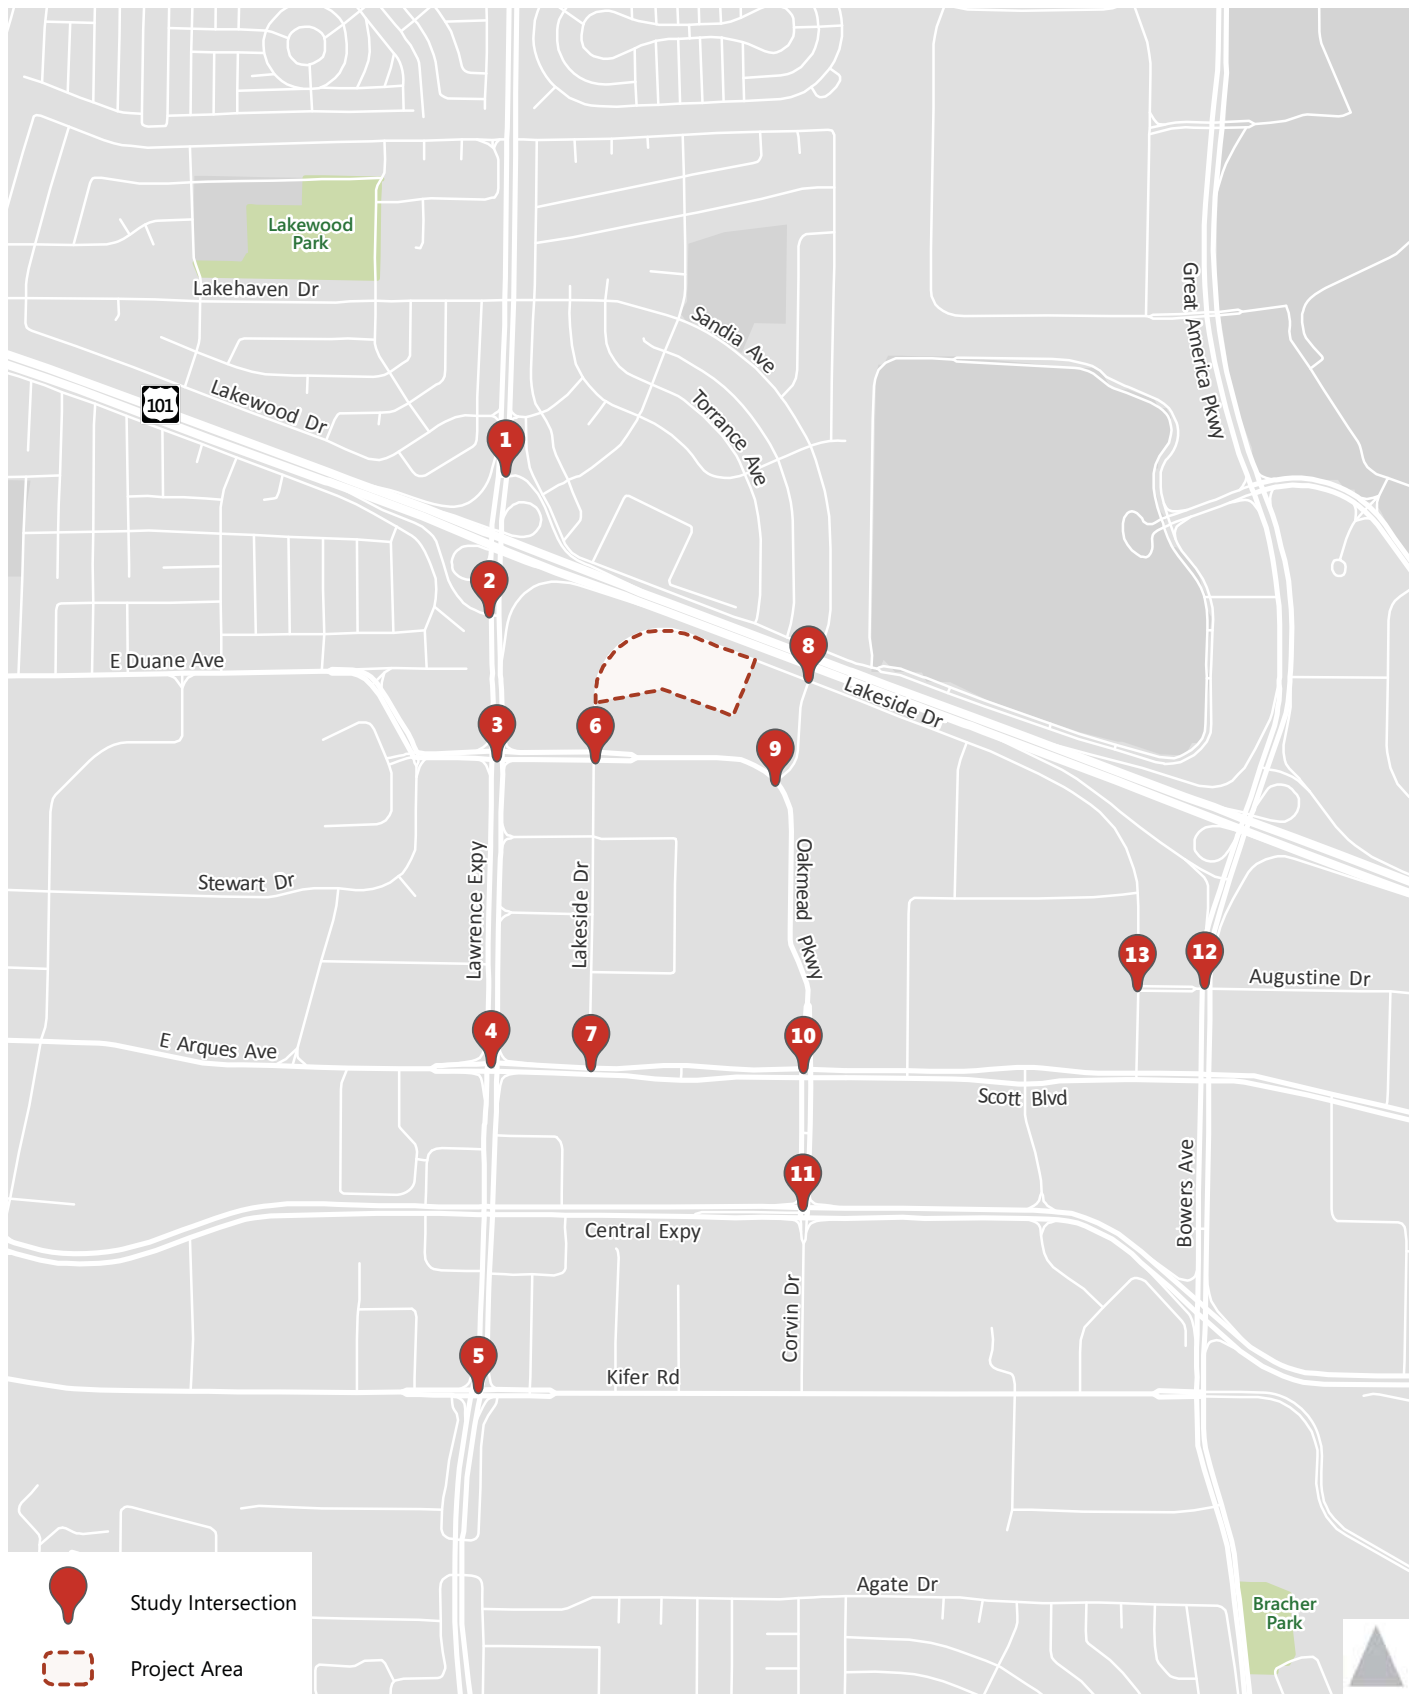 Lakewood
Park
Lakehaven Dr
Great America Pkwy
Sandia Ave
101
Lakewood Dr
Torrance Ave
1
2
8
E Duane Ave
Lakeside Dr
3
6
9
Lawrence Expy
Lakeside Dr
Oakmead Pkwy
Stewart Dr
13
12
Augustine Dr
4
7
10
E Arques Ave
Scott Blvd
11
Bowers Ave
Central Expy
Corvin Dr
5
Kifer Rd
Agate Dr
Bracher
Park
Study Intersection
Project Area